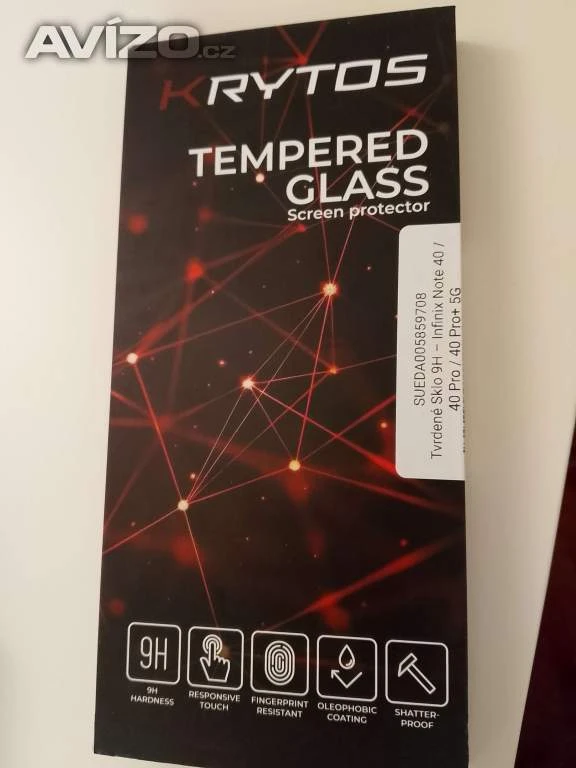 AVÍZO.cz
KRYTOS
TEMPERED
GLASS
Screen protector
SUEDA005859708
Tvrdené Sklo 9H – Infinix Note 40 /
40 Pro / 40 Pro+ 5G
9H
9H
HARDNESS
RESPONSIVE
TOUCH
FINGERPRINT
RESISTANT
OLEOPHOBIC
COATING
SHATTER-
PROOF